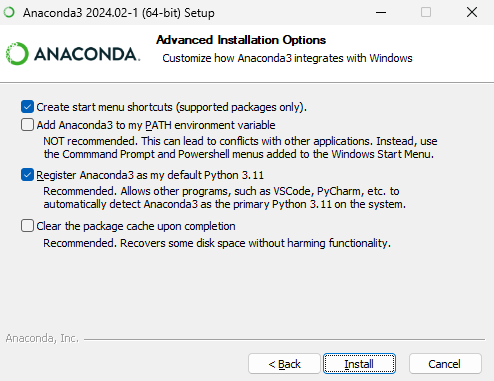 Anaconda3 2024.02-1 (64-bit) Setup
ANACONDA.
Advanced Installation Options
Customize how Anaconda3 integrates with Windows
Create start menu shortcuts (supported packages only).
Add Anaconda3 to my PATH environment variable
NOT recommended. This can lead to conflicts with other applications. Instead, use
the Commmand Prompt and Powershell menus added to the Windows Start Menu.
Register Anaconda3 as my default Python 3.11
Recommended. Allows other programs, such as VSCode, PyCharm, etc. to
automatically detect Anaconda3 as the primary Python 3.11 on the system.
Clear the package cache upon completion
Recommended. Recovers some disk space without harming functionality.
Anaconda, Inc.
< Back
Install
Cancel